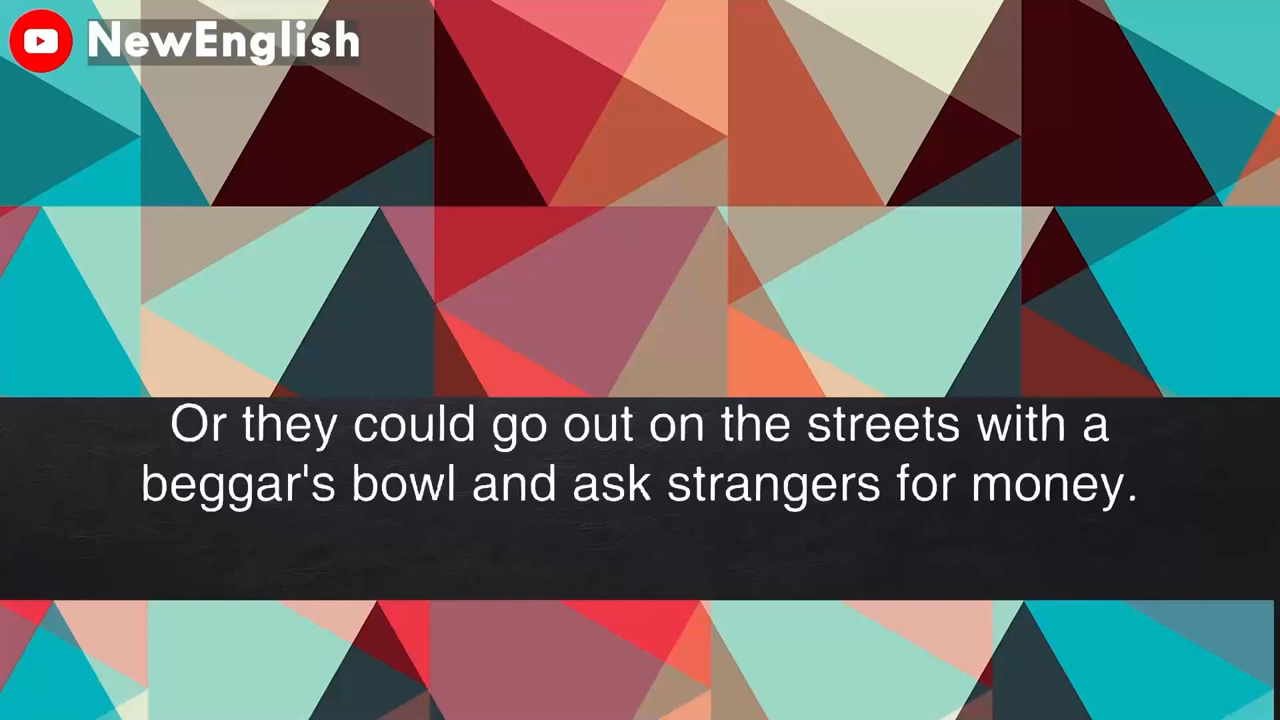 NewEnglish
Or they could go out on the streets with a
beggar's bowl and ask strangers for money.